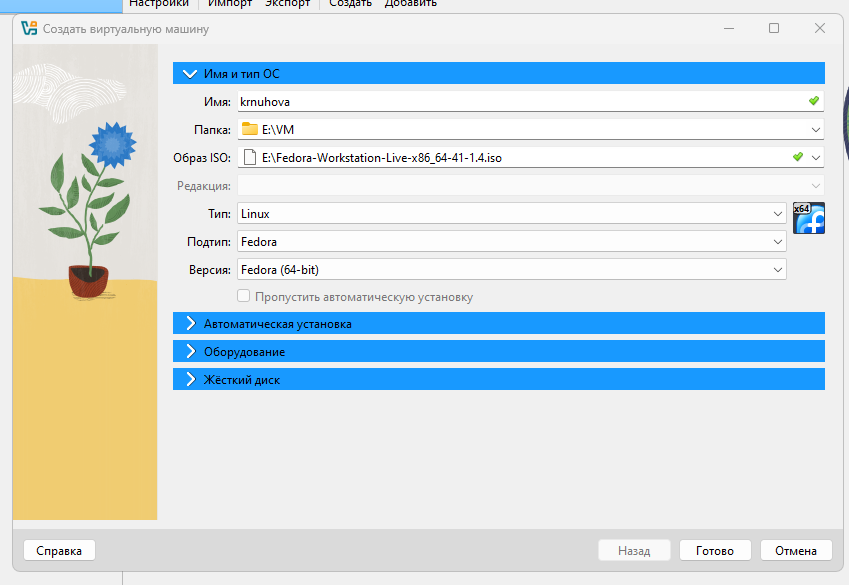 Настройки Импорт Экспорт Создать Добавить
Создать виртуальную машину
Имя и тип ОС
Имя: krnuhova
Папка: E:\VM
Образ ISO: E:\Fedora-Workstation-Live-x86_64-41-1.4.iso
Редакция:
Тип: Linux
x64
Подтип: Fedora
Версия: Fedora (64-bit)
Пропустить автоматическую установку
Автоматическая установка
Оборудование
Жёсткий диск
Справка Назад Готово Отмена